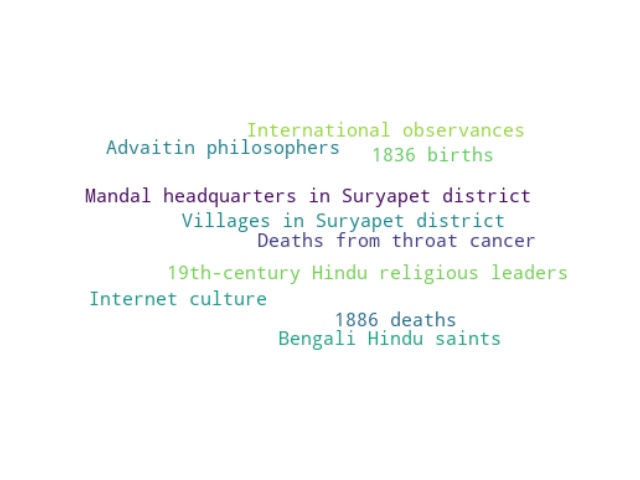 International observances
Advaitin philosophers
1836 births
Mandal headquarters in Suryapet district
Villages in Suryapet district
Deaths from throat cancer
19th-century Hindu religious leaders
Internet culture
1886 deaths
Bengali Hindu saints